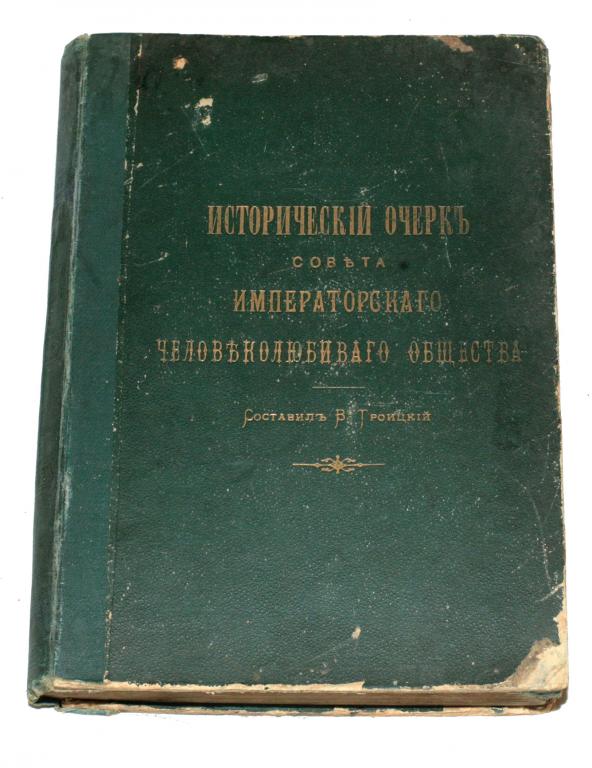 ИСТОРИЧЕСКІЙ ОЧЕРКЪ
СОВѢТА
ИМПЕРАТОРСКАГО
ЧЕЛОВѢКОЛЮБИВАГО ОБЩЕСТВА
Составилъ В. Троицкій